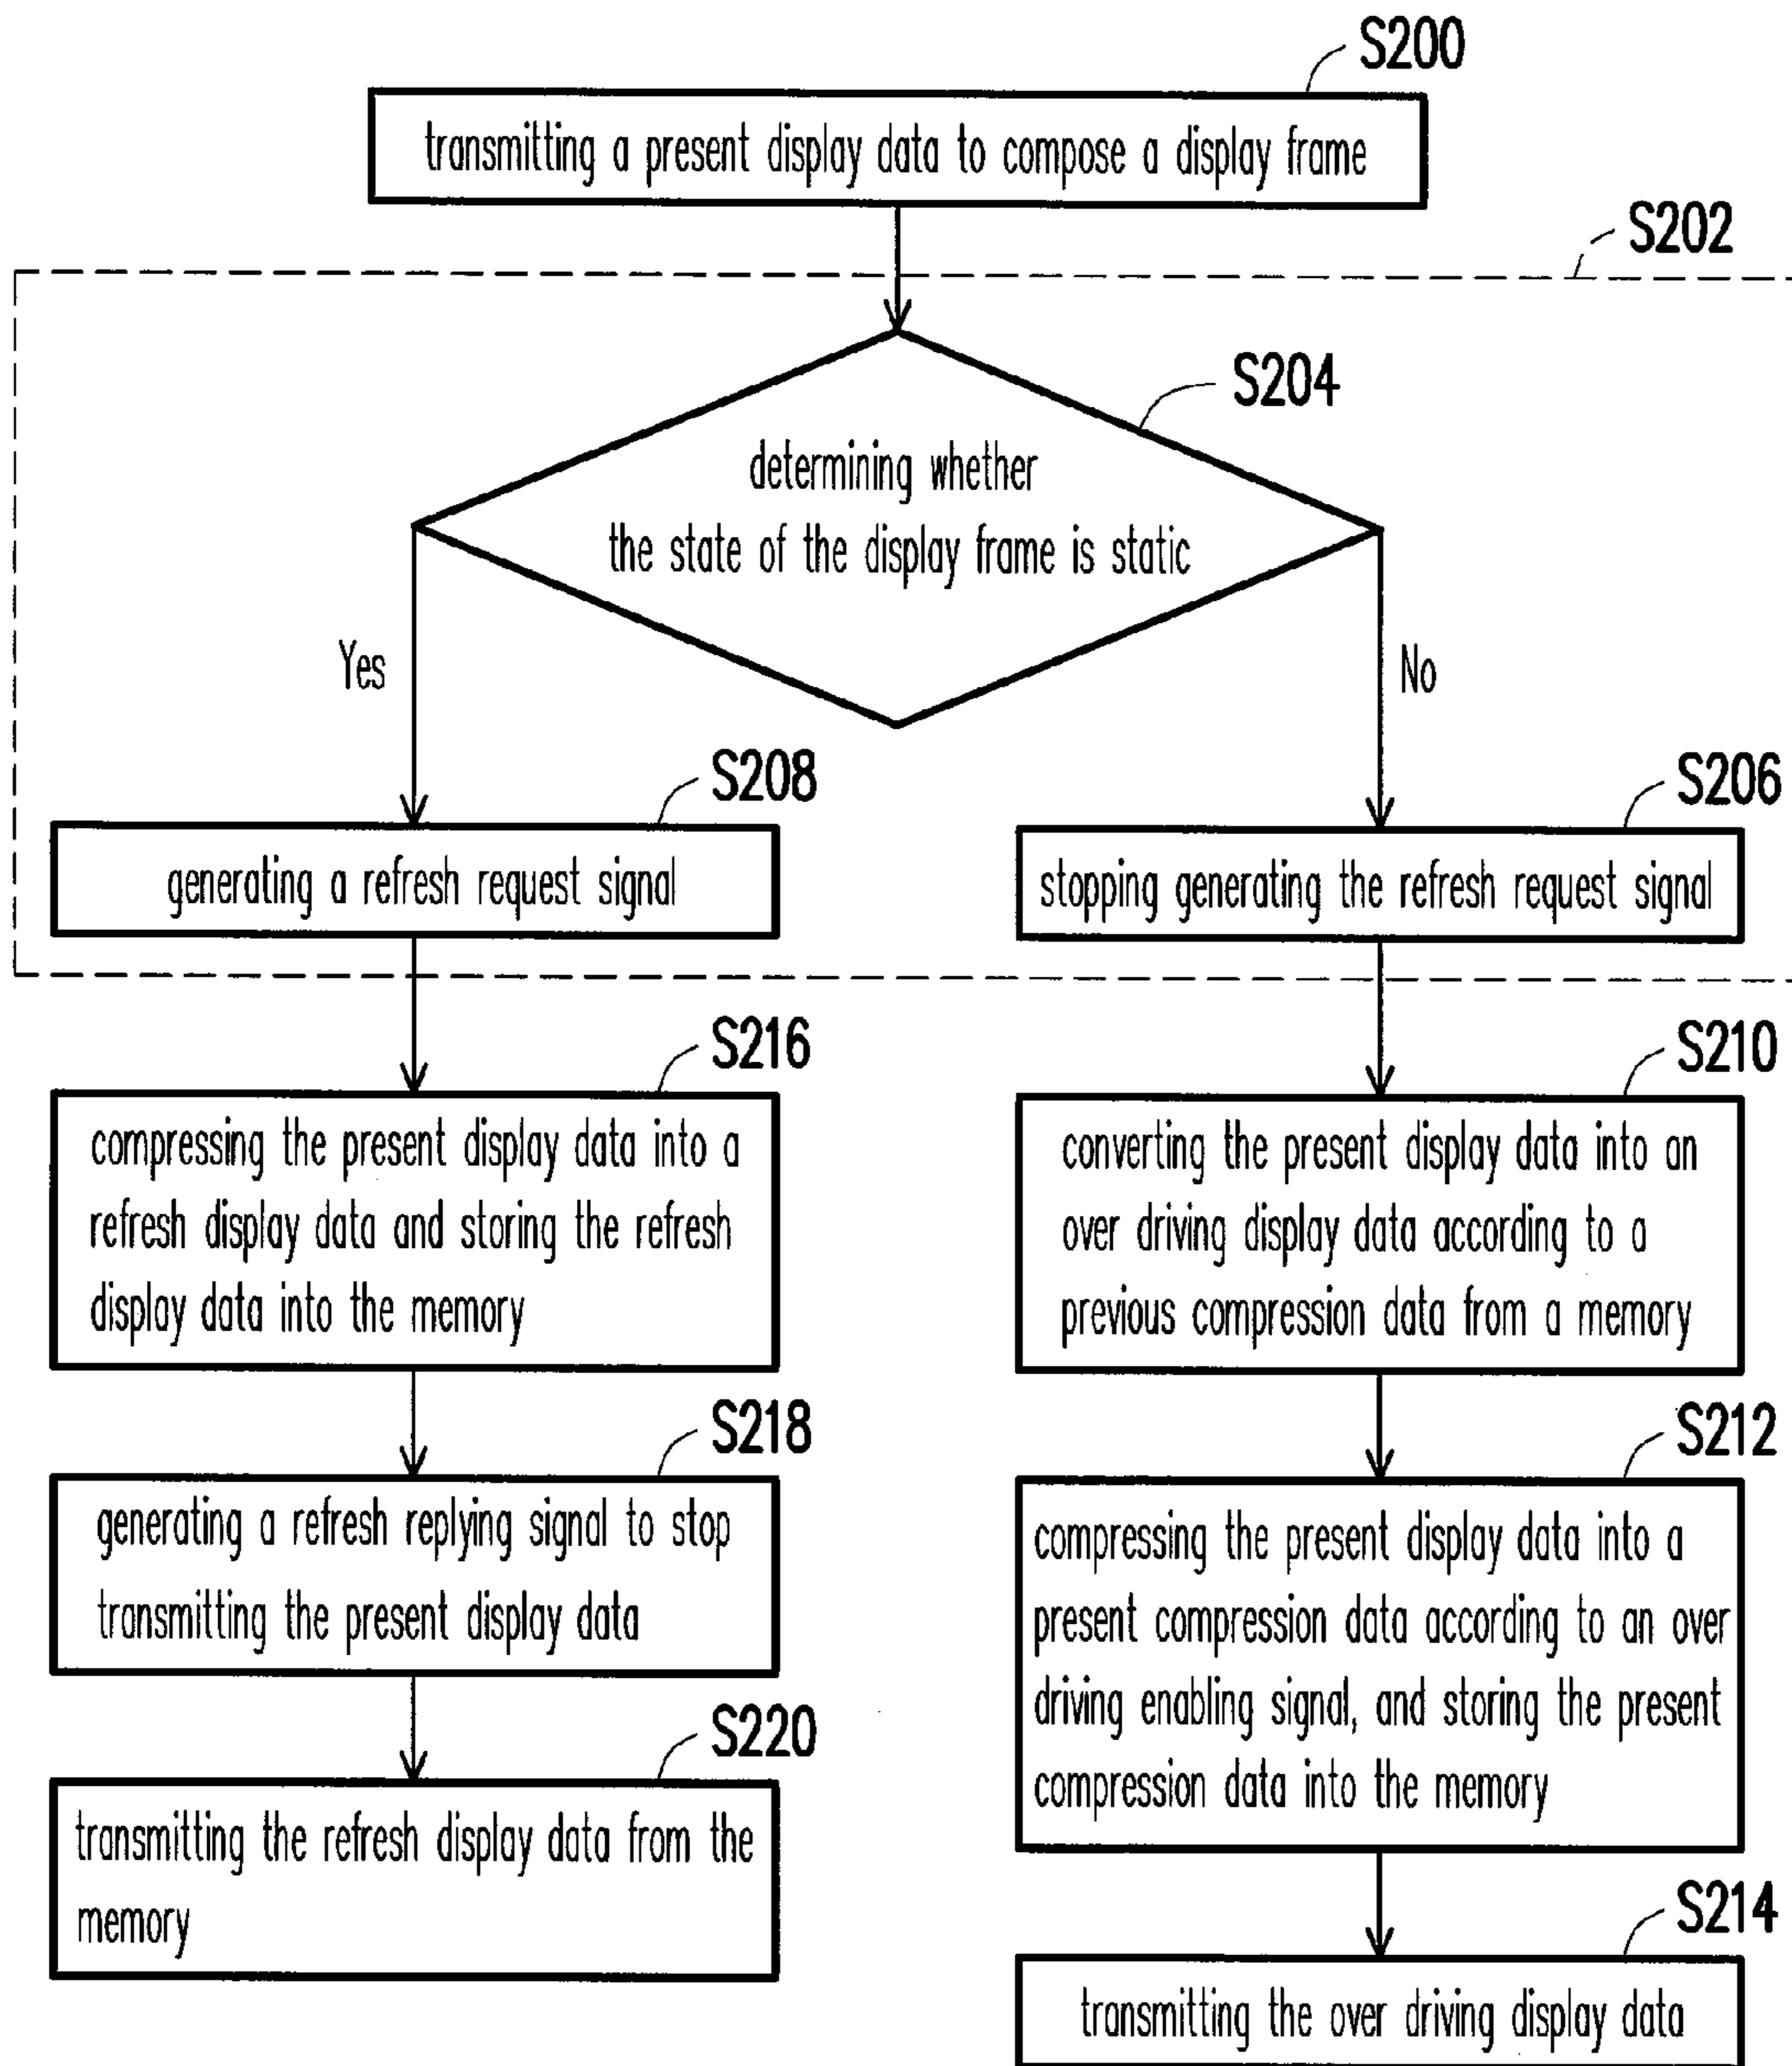 S200
transmitting a present display data to compose a display frame
S202
S204
determining whether
the state of the display frame is static
Yes
No
S208
generating a refresh request signal
S206
stopping generating the refresh request signal
S216
compressing the present display data into a
refresh display data and storing the refresh
display data into the memory
S210
converting the present display data into an
over driving display data according to a
previous compression data from a memory
S218
generating a refresh replying signal to stop
transmitting the present display data
S212
compressing the present display data into a
present compression data according to an over
driving enabling signal, and storing the present
compression data into the memory
S220
transmitting the refresh display data from the
memory
S214
transmitting the over driving display data